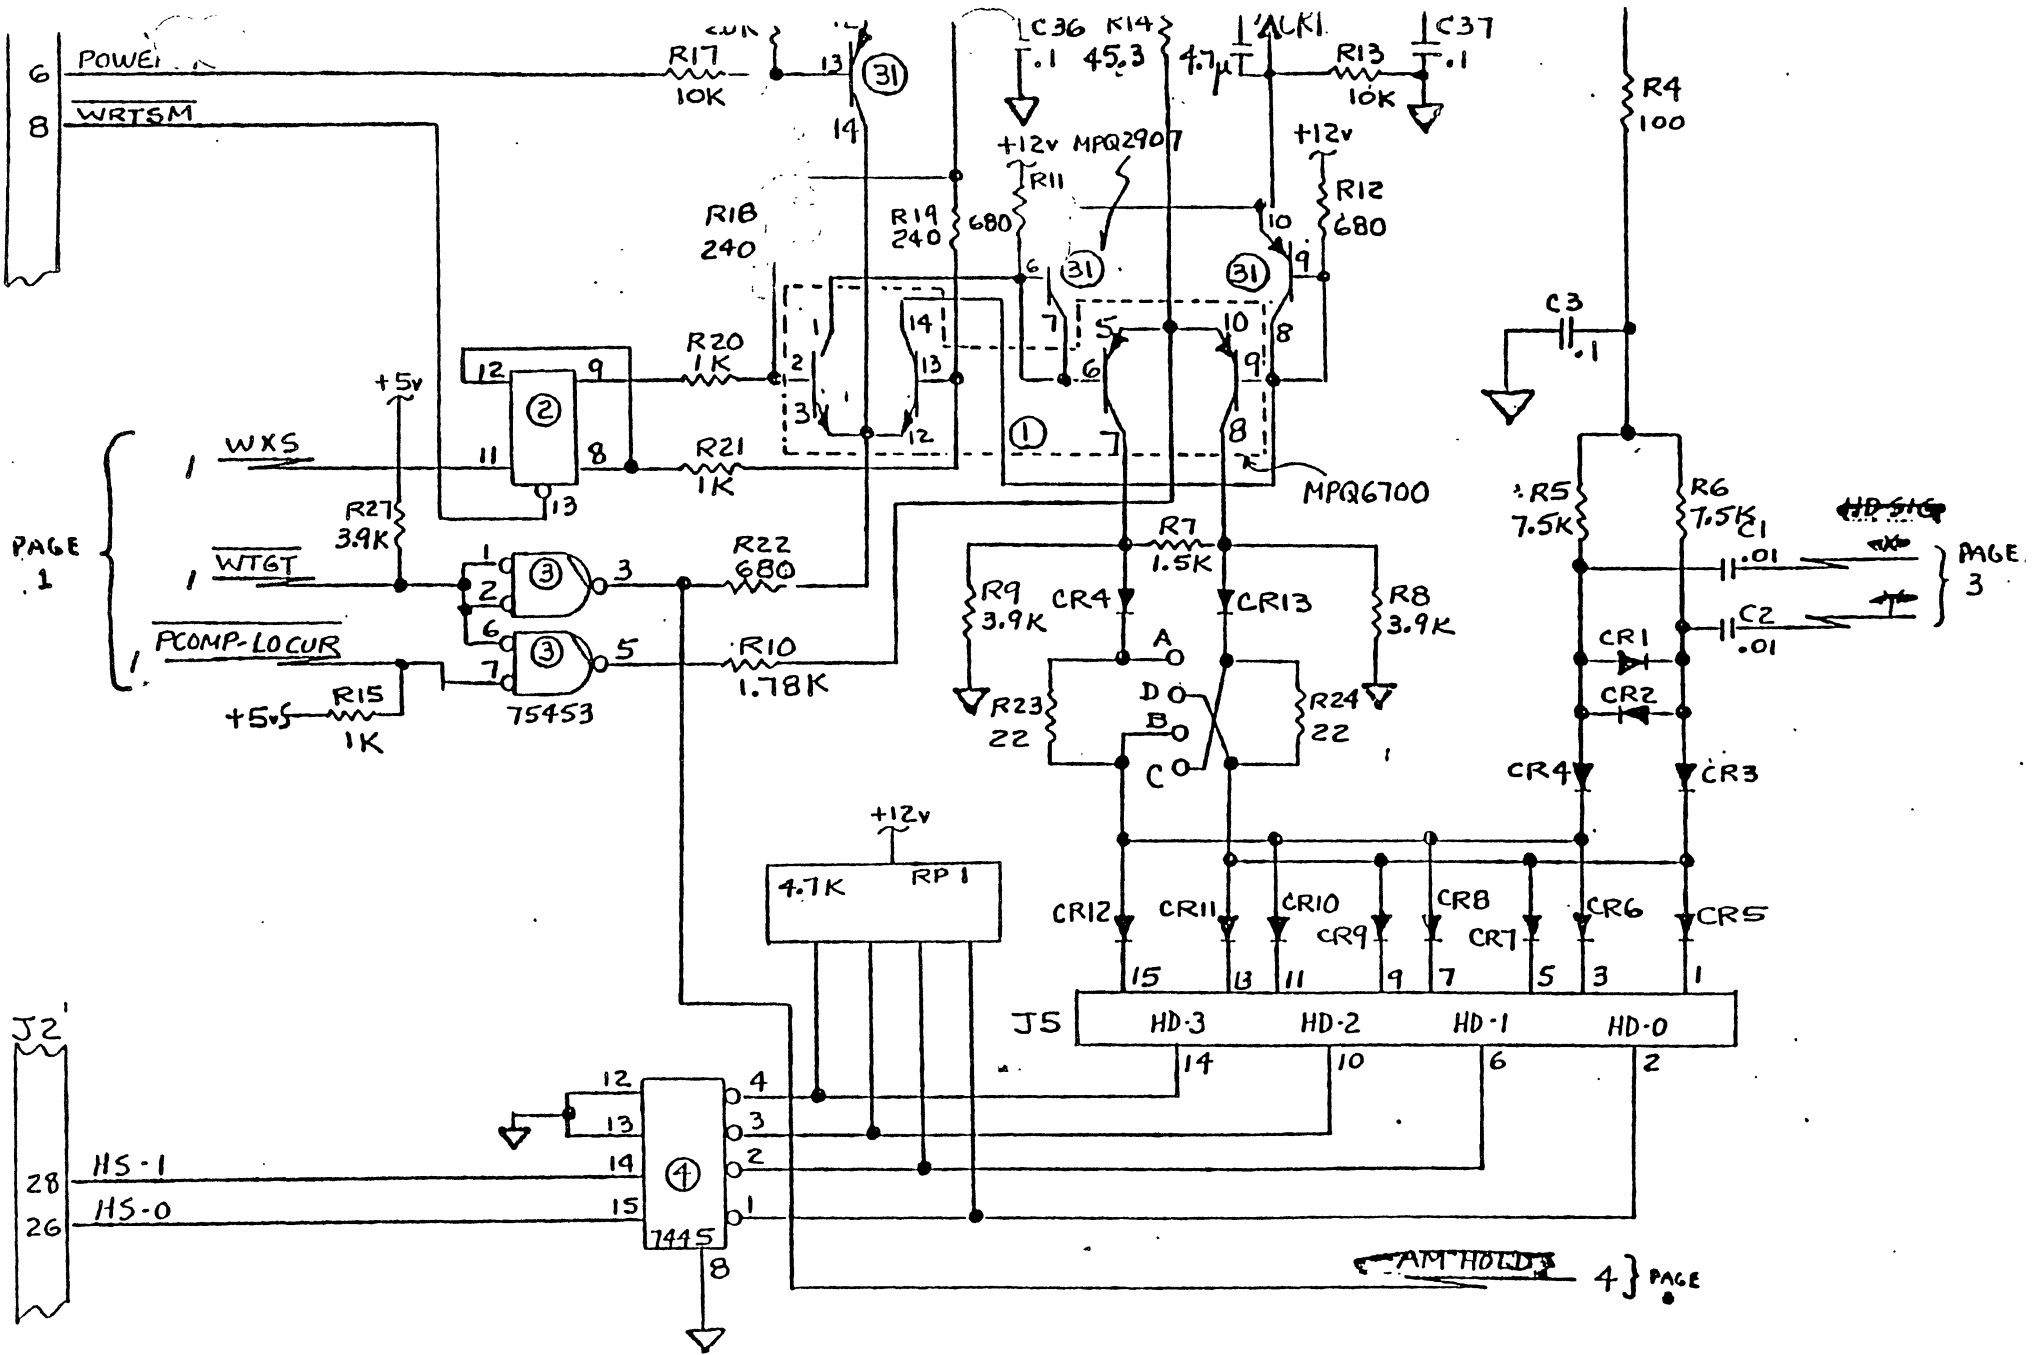 6 POWE
8 WRTSM
R17
10K
13
31
14
C36
.1
R14
45.3
4.7μ
R13
10K
C37
.1
R4
100
+12v MPQ2907
R11
680
+12v
R12
680
R18
240
R19
240
6
31
7
10
31
9
8
C3
.1
+5v
12
9
2
11
8
13
R20
1K
R21
1K
1
2
3
14
13
12
1
5
6
7
10
9
8
MPQ6700
PAGE
1
1 WXS
R27
3.9K
1 WTGT
1 PCOMP-LOCUR
+5v
R15
1K
1
2
3
3
6
7
3
5
75453
R22
680
R10
1.78K
R7
1.5K
R9
3.9K
CR4
CR13
R8
3.9K
A
D
B
C
R23
22
R24
22
R5
7.5K
R6
7.5K
C1
.01
C2
.01
PAGE
3
CR1
CR2
CR4
CR3
+12v
4.7K RP1
CR12
CR11
CR10
CR9
CR8
CR7
CR6
CR5
15 13 11 9 7 5 3 1
J5 HD-3 HD-2 HD-1 HD-0
14 10 6 2
J2
28 HS-1
26 HS-0
12
13
14
15
4
4
3
2
1
7445
8
AM HOLD
4 } PAGE